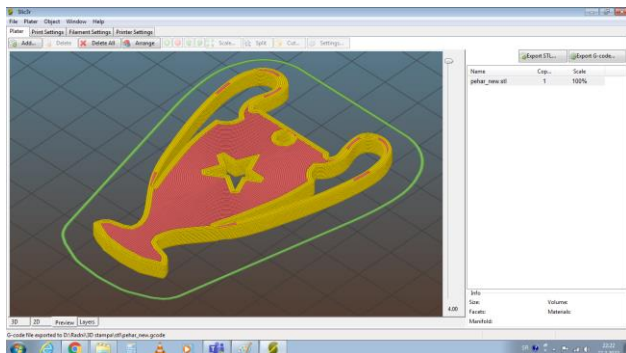 Slic3r
File Plater Object Window Help
Plater Print Settings Filament Settings Printer Settings
Add... Delete Delete All Arrange Scale... Split Cut... Settings...
Export STL... Export G-code...
Name Cop... Scale
pehar_new.stl 1 100%
4.00
Info
Size: Volume:
Facets: Materials:
Manifold:
3D 2D Preview Layers
G-code file exported to D:\Radni\3D stampa\stl\pehar_new.gcode
22:22